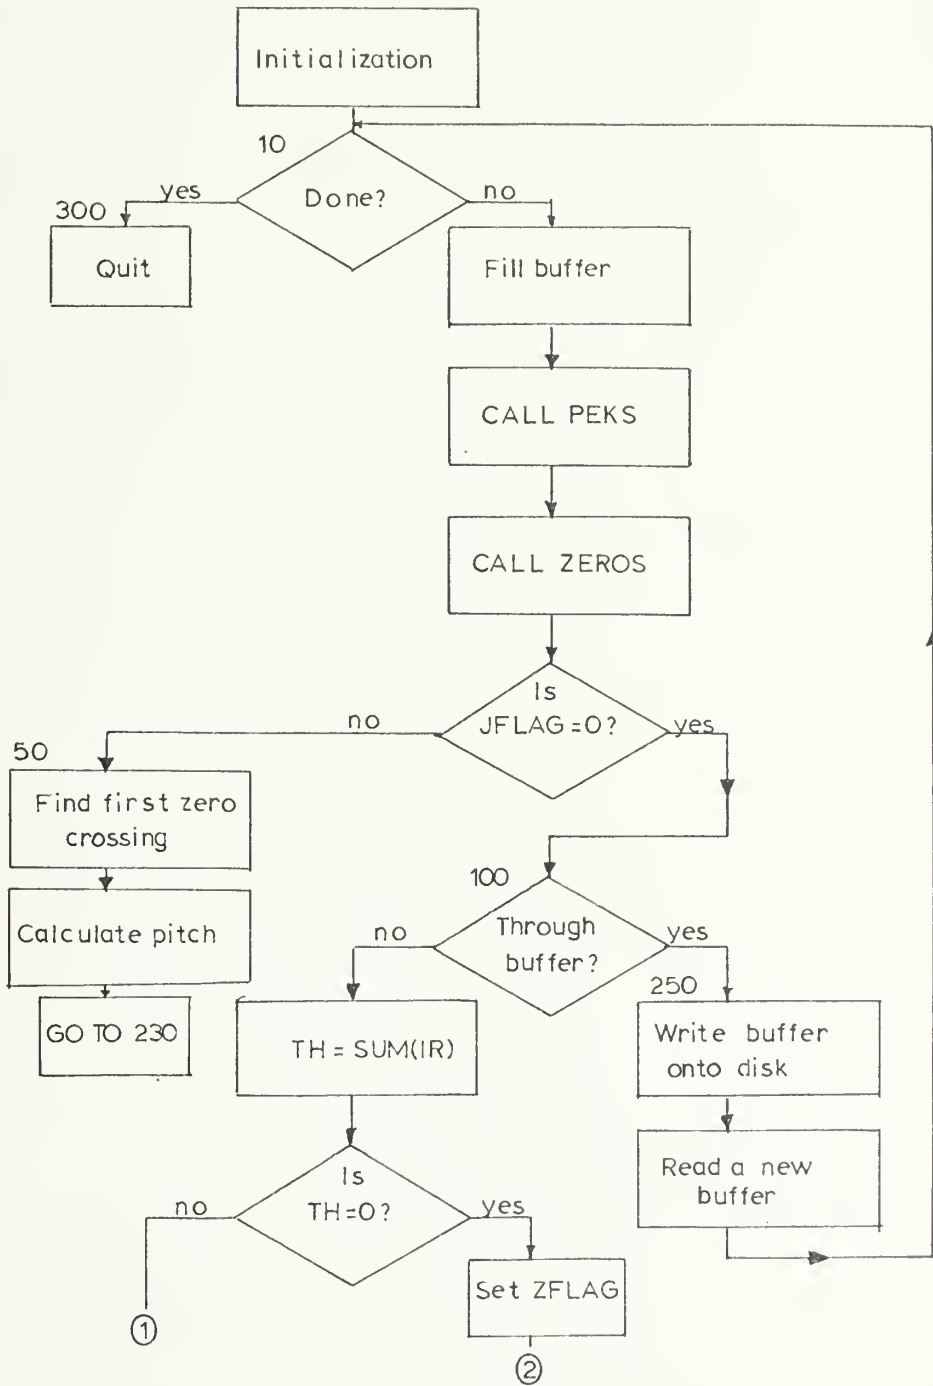 Initialization
10
Done?
yes
no
300
Quit
Fill buffer
CALL PEKS
CALL ZEROS
Is
JFLAG=0?
no
yes
50
Find first zero
crossing
100
Through
buffer?
no
yes
Calculate pitch
GO TO 230
TH = SUM(IR)
250
Write buffer
onto disk
Read a new
buffer
Is
TH=0?
no
yes
Set ZFLAG
1
2